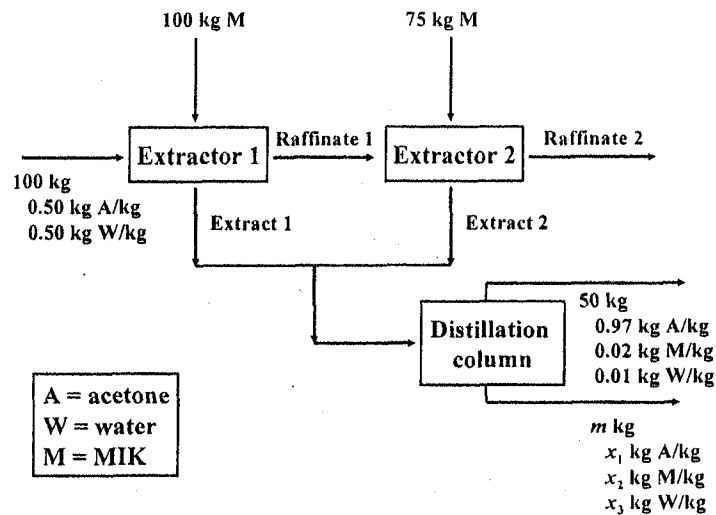 100 kg M
75 kg M
Extractor 1
Raffinate 1
Extractor 2
Raffinate 2
100 kg
0.50 kg A/kg
0.50 kg W/kg
Extract 1
Extract 2
Distillation
column
50 kg
0.97 kg A/kg
0.02 kg M/kg
0.01 kg W/kg
A = acetone
W = water
M = MIK
m kg
x₁ kg A/kg
x₂ kg M/kg
x₃ kg W/kg